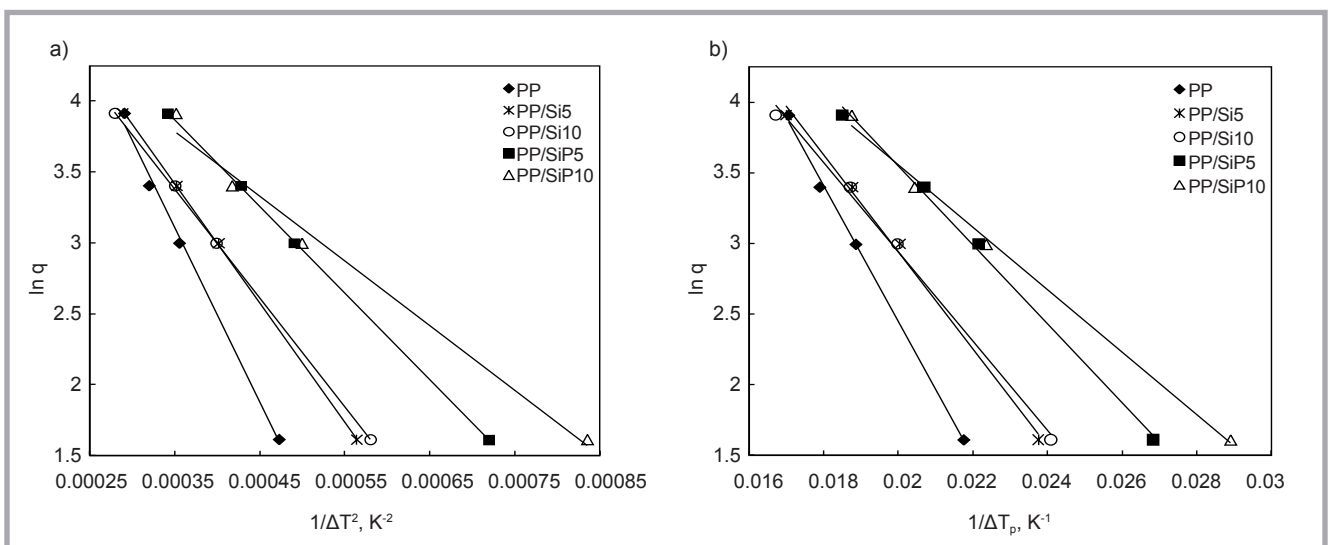 a)
ln q
4
3.5
3
2.5
2
1.5
PP
PP/Si5
PP/Si10
PP/SiP5
PP/SiP10
0.00025 0.00035 0.00045 0.00055 0.00065 0.00075 0.00085
1/ΔT², K⁻²
b)
ln q
4
3.5
3
2.5
2
1.5
PP
PP/Si5
PP/Si10
PP/SiP5
PP/SiP10
0.016 0.018 0.02 0.022 0.024 0.026 0.028 0.03
1/ΔTₚ, K⁻¹